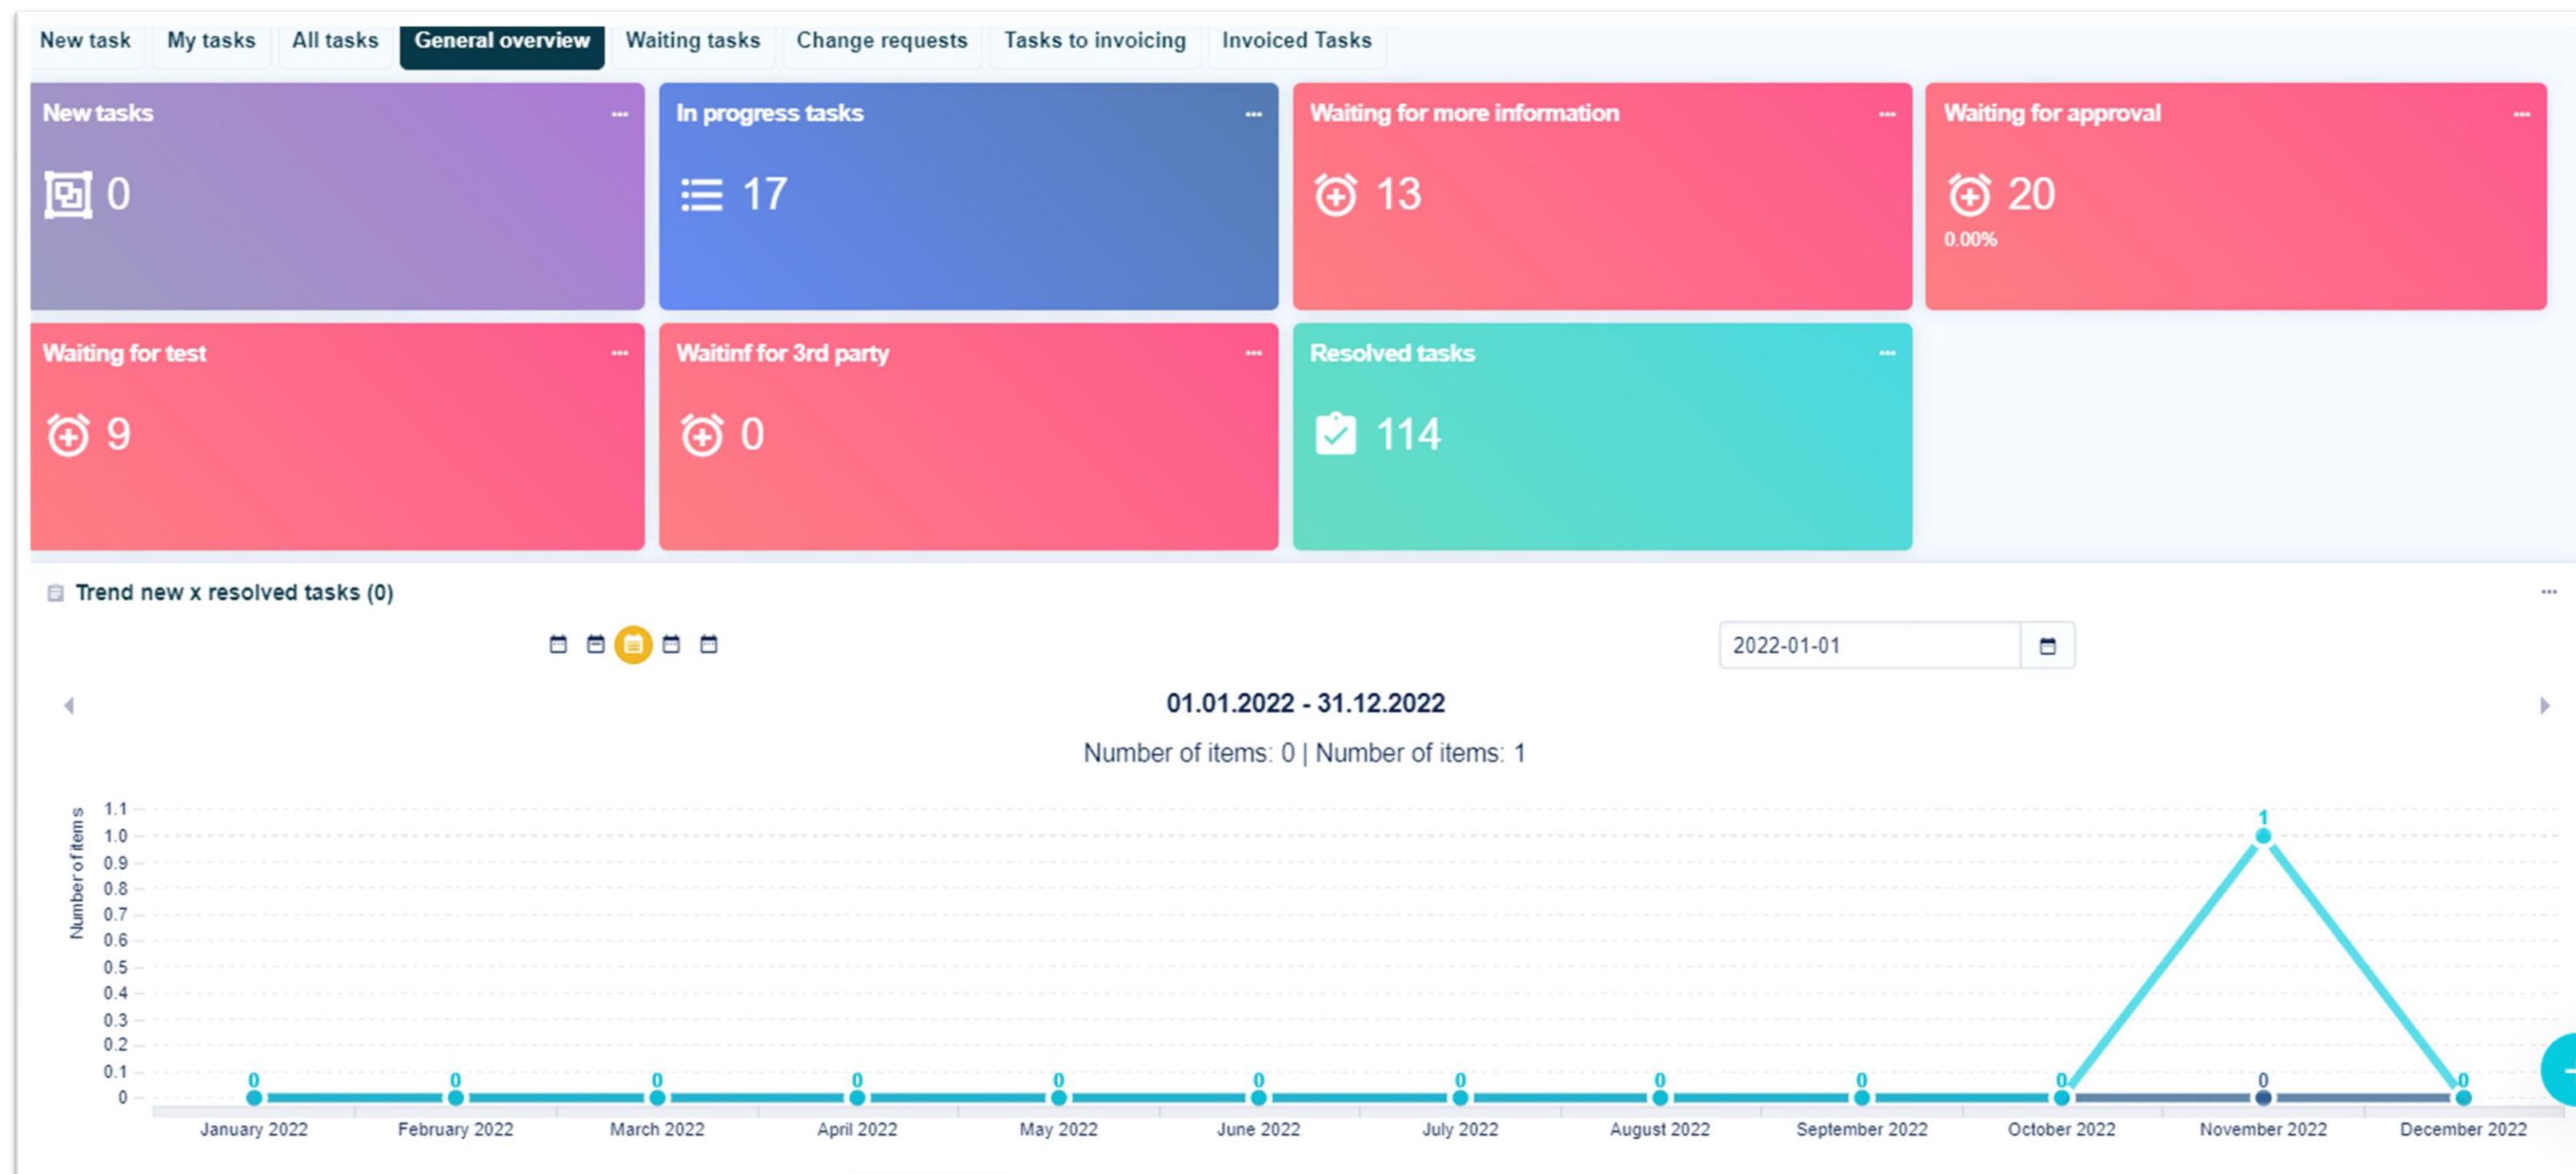 New task My tasks All tasks General overview Waiting tasks Change requests Tasks to invoicing Invoiced Tasks
New tasks In progress tasks Waiting for more information Waiting for approval
0 17 13 20
0.00%
Waiting for test Waitinf for 3rd party Resolved tasks
9 0 114
Trend new x resolved tasks (0)
2022-01-01
01.01.2022 - 31.12.2022
Number of items: 0 | Number of items: 1
Number of items
1.1
1.0
0.9
0.8
0.7
0.6
0.5
0.4
0.3
0.2
0.1
0
1
0 0 0 0 0 0 0 0 0 0 0 0
January 2022 February 2022 March 2022 April 2022 May 2022 June 2022 July 2022 August 2022 September 2022 October 2022 November 2022 December 2022